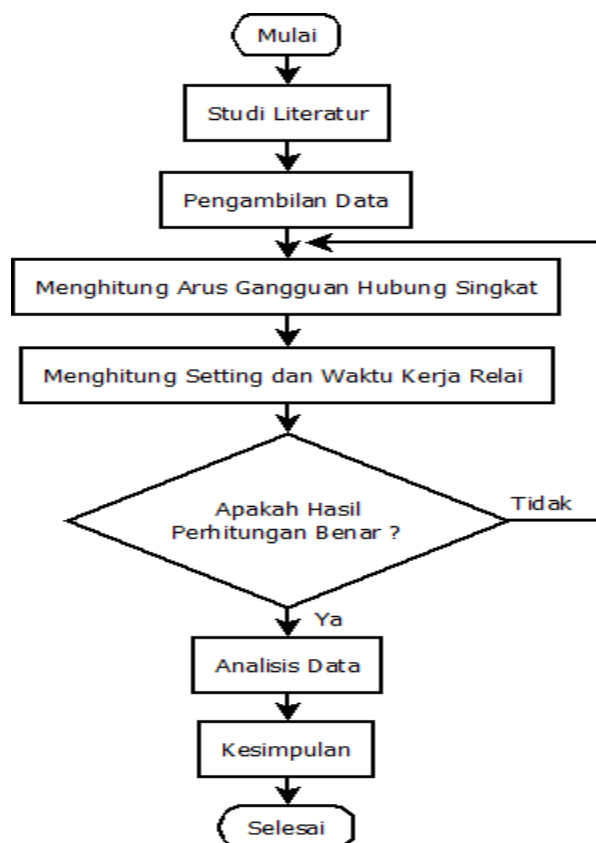 Mulai
Studi Literatur
Pengambilan Data
Menghitung Arus Gangguan Hubung Singkat
Menghitung Setting dan Waktu Kerja Relai
Apakah Hasil
Perhitungan Benar ?
Tidak
Ya
Analisis Data
Kesimpulan
Selesai